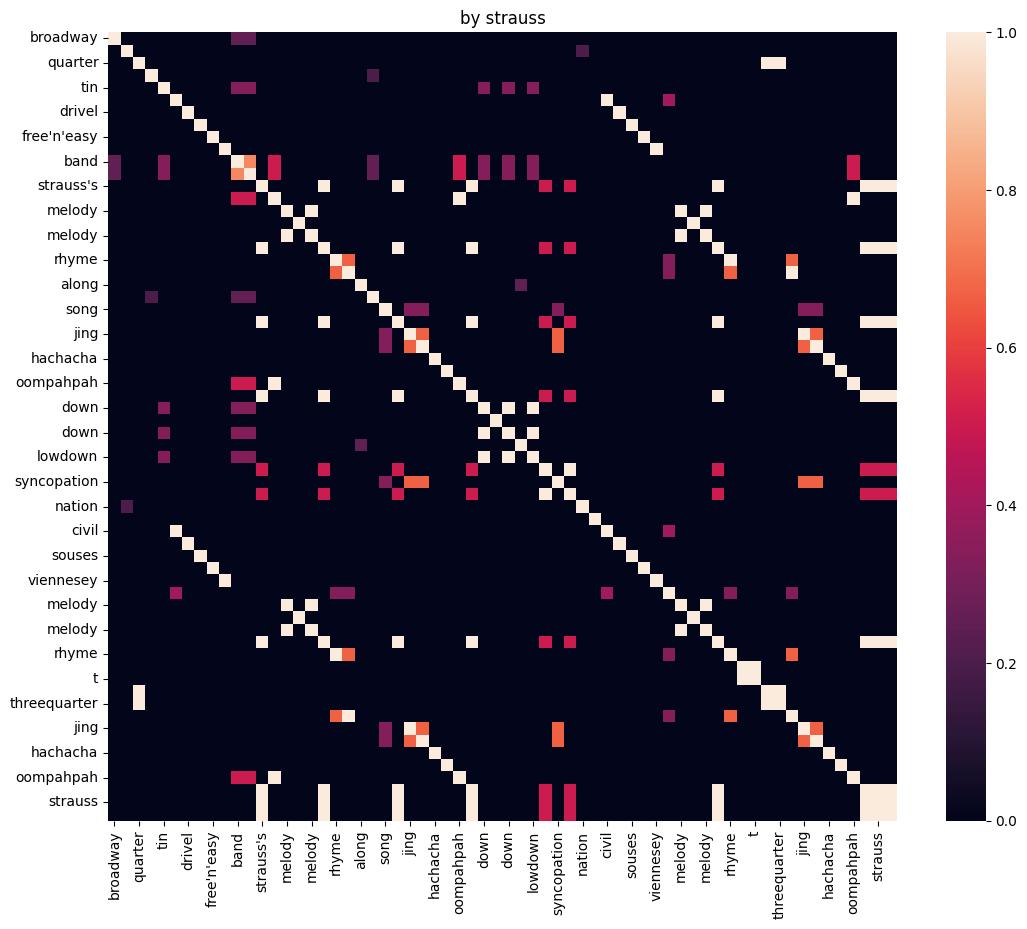 by strauss
broadway
quarter
tin
drivel
free'n'easy
band
strauss's
melody
melody
rhyme
along
song
jing
hachacha
oompahpah
down
down
lowdown
syncopation
nation
civil
souses
viennesey
melody
melody
rhyme
t
threequarter
jing
hachacha
oompahpah
strauss
1.0
0.8
0.6
0.4
0.2
0.0
broadway
quarter
tin
drivel
free'n'easy
band
strauss's
melody
melody
rhyme
along
song
jing
hachacha
oompahpah
down
down
lowdown
syncopation
nation
civil
souses
viennesey
melody
melody
rhyme
t
threequarter
jing
hachacha
oompahpah
strauss